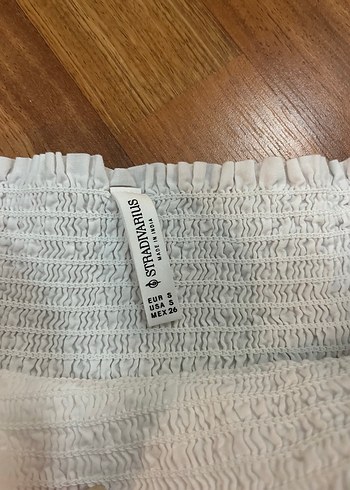 STRADIVARIUS
MADE IN INDIA
EUR S
USA S
MEX 26